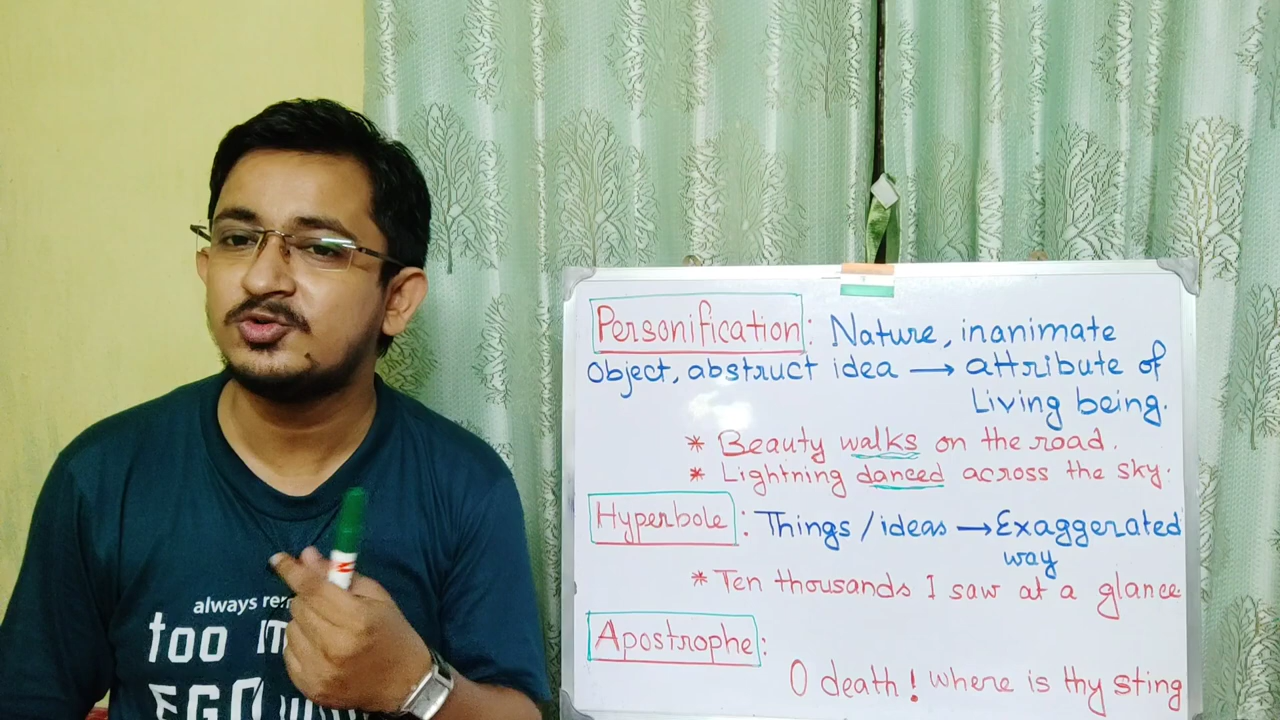 always
too
EGO
Personification: Nature, inanimate
object, abstruct idea → attribute of
Living being.
* Beauty walks on the road.
* Lightning danced across the sky.
Hyperbole: Things / ideas → Exaggerated
way
* Ten thousands I saw at a glance
Apostrophe:
O death! where is thy sting